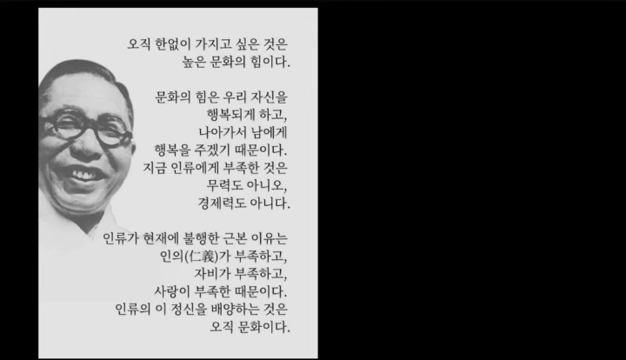 오직 한없이 가지고 싶은 것은
높은 문화의 힘이다.
문화의 힘은 우리 자신을
행복되게 하고,
나아가서 남에게
행복을 주겠기 때문이다.
지금 인류에게 부족한 것은
무력도 아니오,
경제력도 아니다.
인류가 현재에 불행한 근본 이유는
인의(仁義)가 부족하고,
자비가 부족하고,
사랑이 부족한 때문이다.
인류의 이 정신을 배양하는 것은
오직 문화이다.